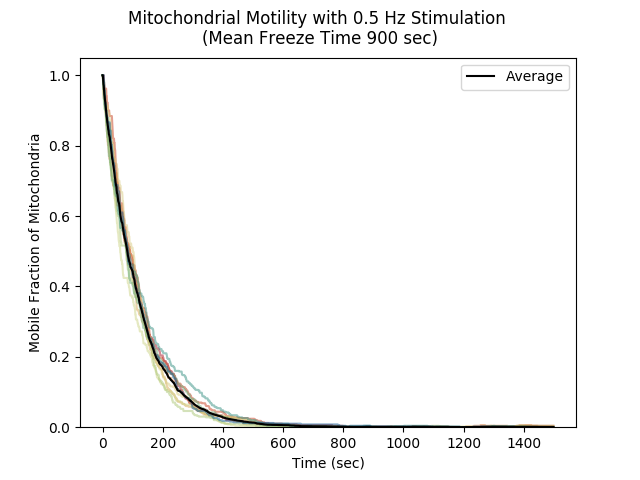 Mitochondrial Motility with 0.5 Hz Stimulation
(Mean Freeze Time 900 sec)
Average
Mobile Fraction of Mitochondria
1.0
0.8
0.6
0.4
0.2
0.0
0 200 400 600 800 1000 1200 1400
Time (sec)